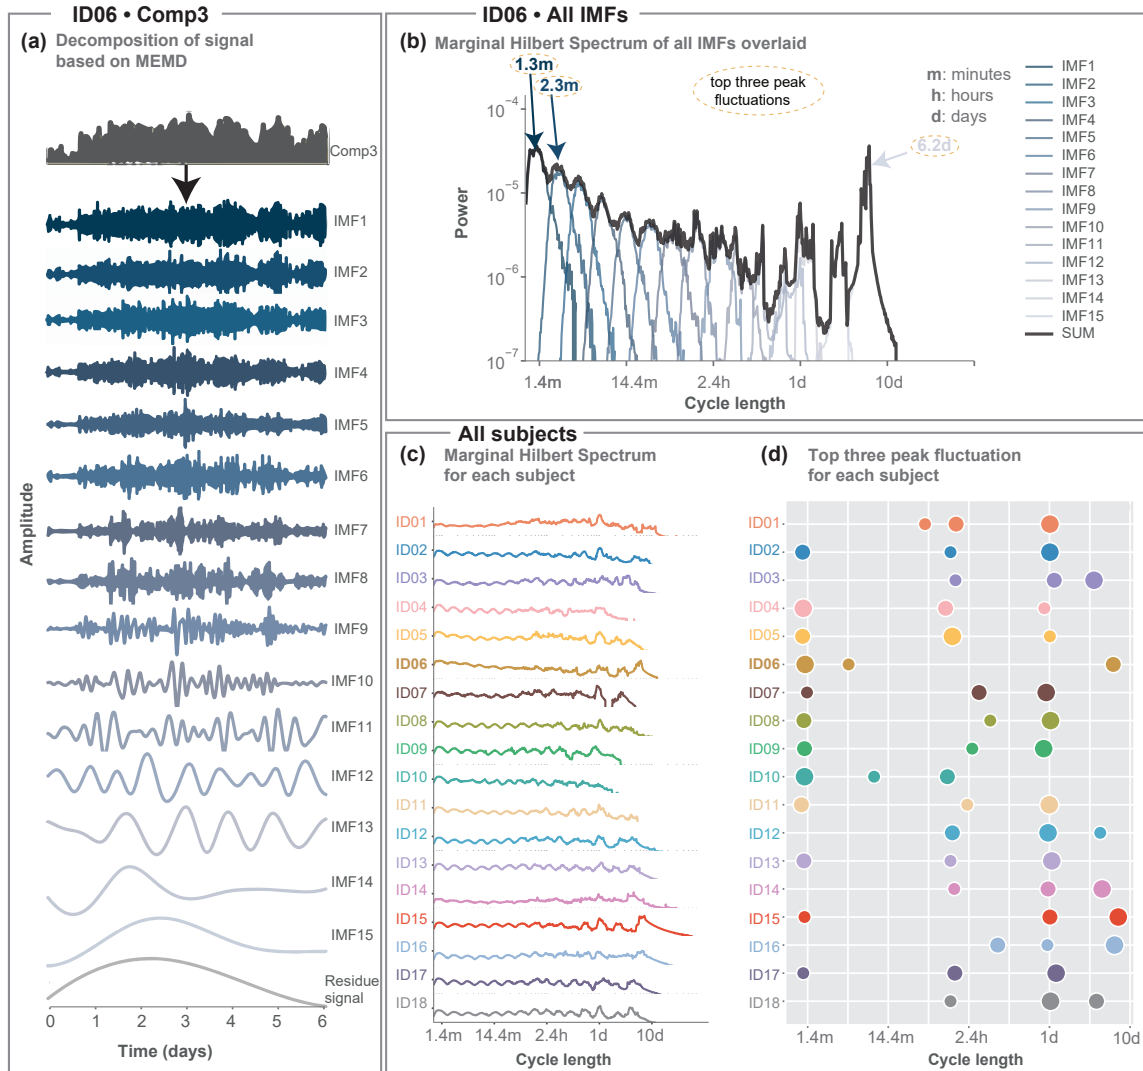 ID06 • Comp3
(a) Decomposition of signal
based on MEMD
Comp3
IMF1
IMF2
IMF3
IMF4
IMF5
IMF6
IMF7
IMF8
IMF9
IMF10
IMF11
IMF12
IMF13
IMF14
IMF15
Residue
signal
Amplitude
0 1 2 3 4 5 6
Time (days)
ID06 • All IMFs
(b) Marginal Hilbert Spectrum of all IMFs overlaid
1.3m
2.3m
top three peak
fluctuations
m: minutes
h: hours
d: days
6.2d
10⁻⁴
10⁻⁵
10⁻⁶
10⁻⁷
Power
1.4m 14.4m 2.4h 1d 10d
Cycle length
IMF1
IMF2
IMF3
IMF4
IMF5
IMF6
IMF7
IMF8
IMF9
IMF10
IMF11
IMF12
IMF13
IMF14
IMF15
SUM
All subjects
(c) Marginal Hilbert Spectrum
for each subject
ID01
ID02
ID03
ID04
ID05
ID06
ID07
ID08
ID09
ID10
ID11
ID12
ID13
ID14
ID15
ID16
ID17
ID18
1.4m 14.4m 2.4h 1d 10d
Cycle length
(d) Top three peak fluctuation
for each subject
ID01
ID02
ID03
ID04
ID05
ID06
ID07
ID08
ID09
ID10
ID11
ID12
ID13
ID14
ID15
ID16
ID17
ID18
1.4m 14.4m 2.4h 1d 10d
Cycle length